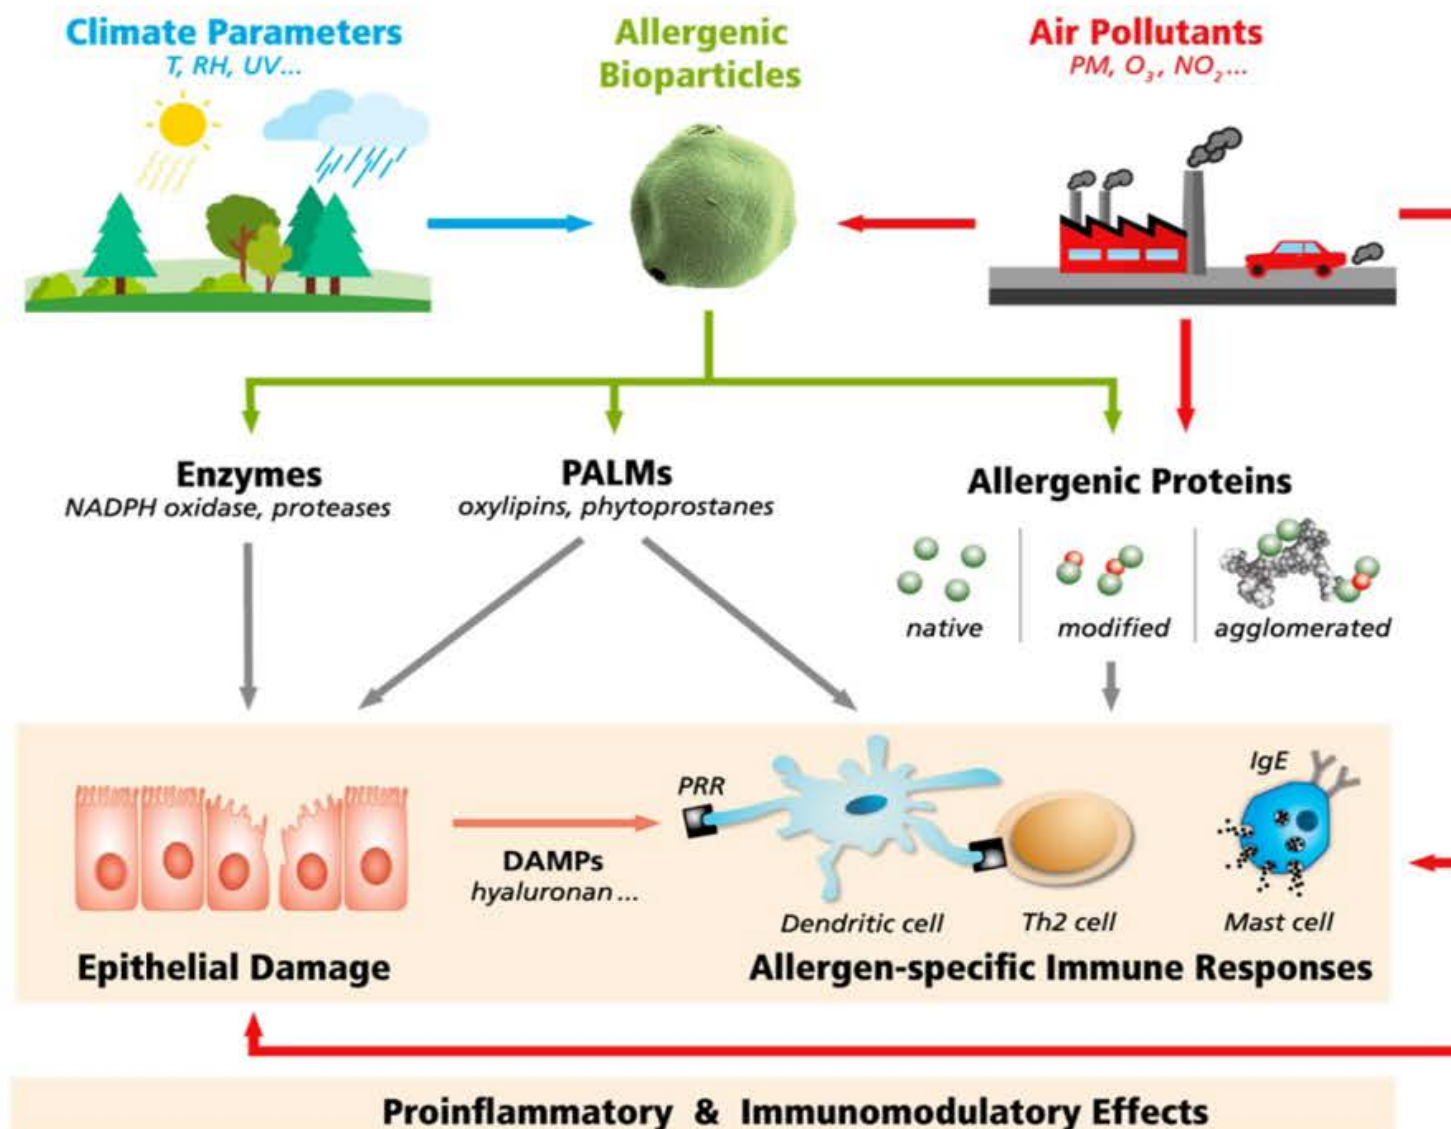 Climate Parameters
T, RH, UV...
Allergenic
Bioparticles
Air Pollutants
PM, O₃, NO₂...
Enzymes
NADPH oxidase, proteases
PALMs
oxylipins, phytoprostanes
Allergenic Proteins
native
modified
agglomerated
PRR
IgE
DAMPs
hyaluronan...
Dendritic cell
Th2 cell
Mast cell
Epithelial Damage
Allergen-specific Immune Responses
Proinflammatory & Immunomodulatory Effects